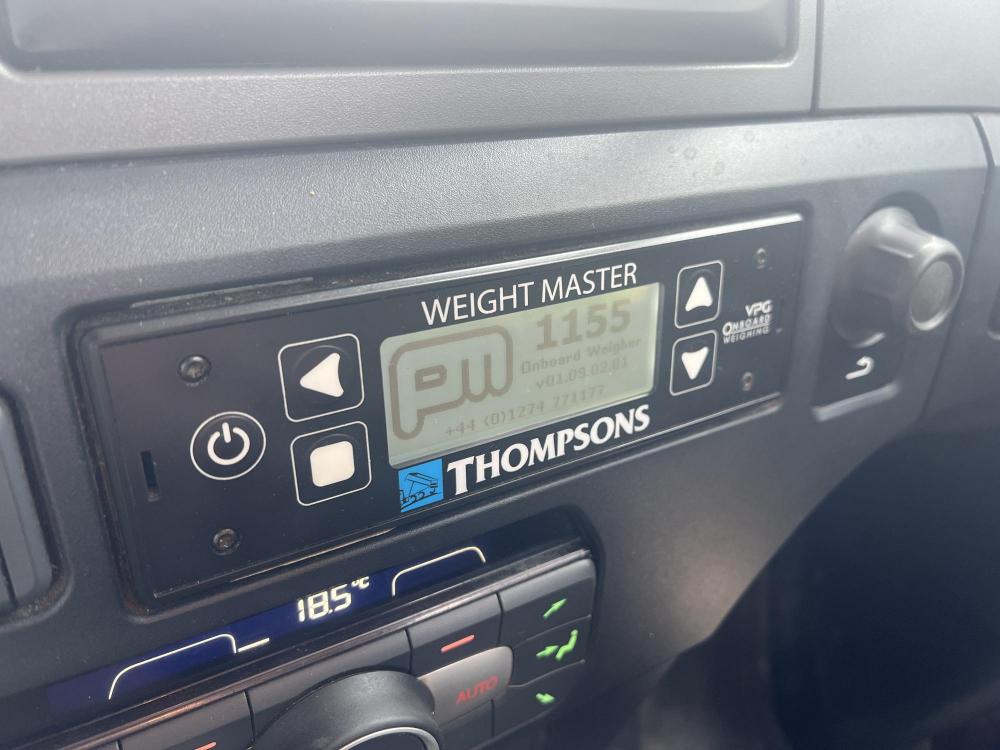 WEIGHT MASTER
PW
1155
Onboard Weigher
v01.09.02.01
+44 (0)1274 771177
THOMPSONS
VPG
ONBOARD
WEIGHING
18.5°C
AUTO